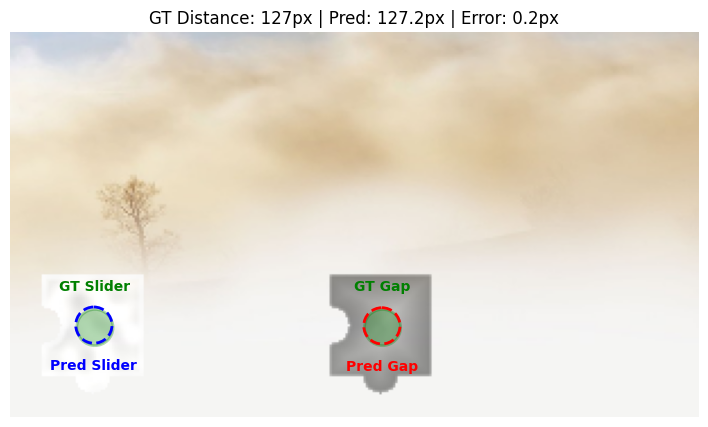 GT Distance: 127px | Pred: 127.2px | Error: 0.2px
GT Slider
GT Gap
Pred Slider
Pred Gap